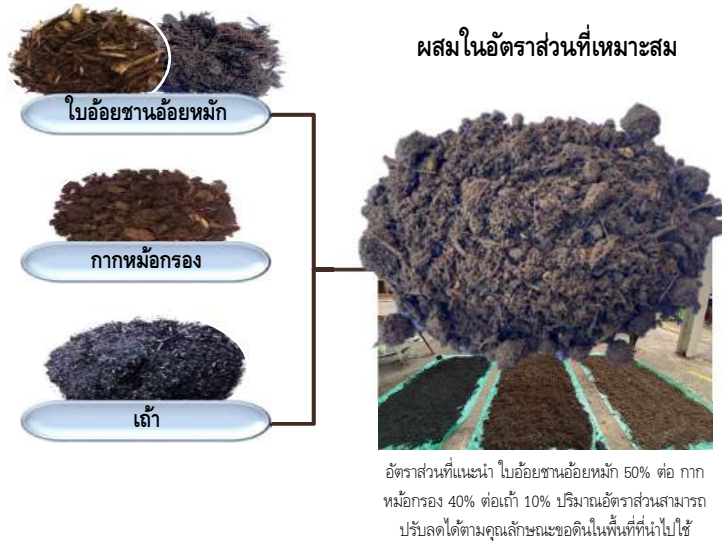 ผสมในอัตราส่วนที่เหมาะสม
ใบอ้อยชานอ้อยหมัก
กากหม้อกรอง
เถ้า
อัตราส่วนที่แนะนำ ใบอ้อยชานอ้อยหมัก 50% ต่อ กาก
หม้อกรอง 40% ต่อเถ้า 10% ปริมาณอัตราส่วนสามารถ
ปรับลดได้ตามคุณลักษณะขอดินในพื้นที่ที่นำไปใช้